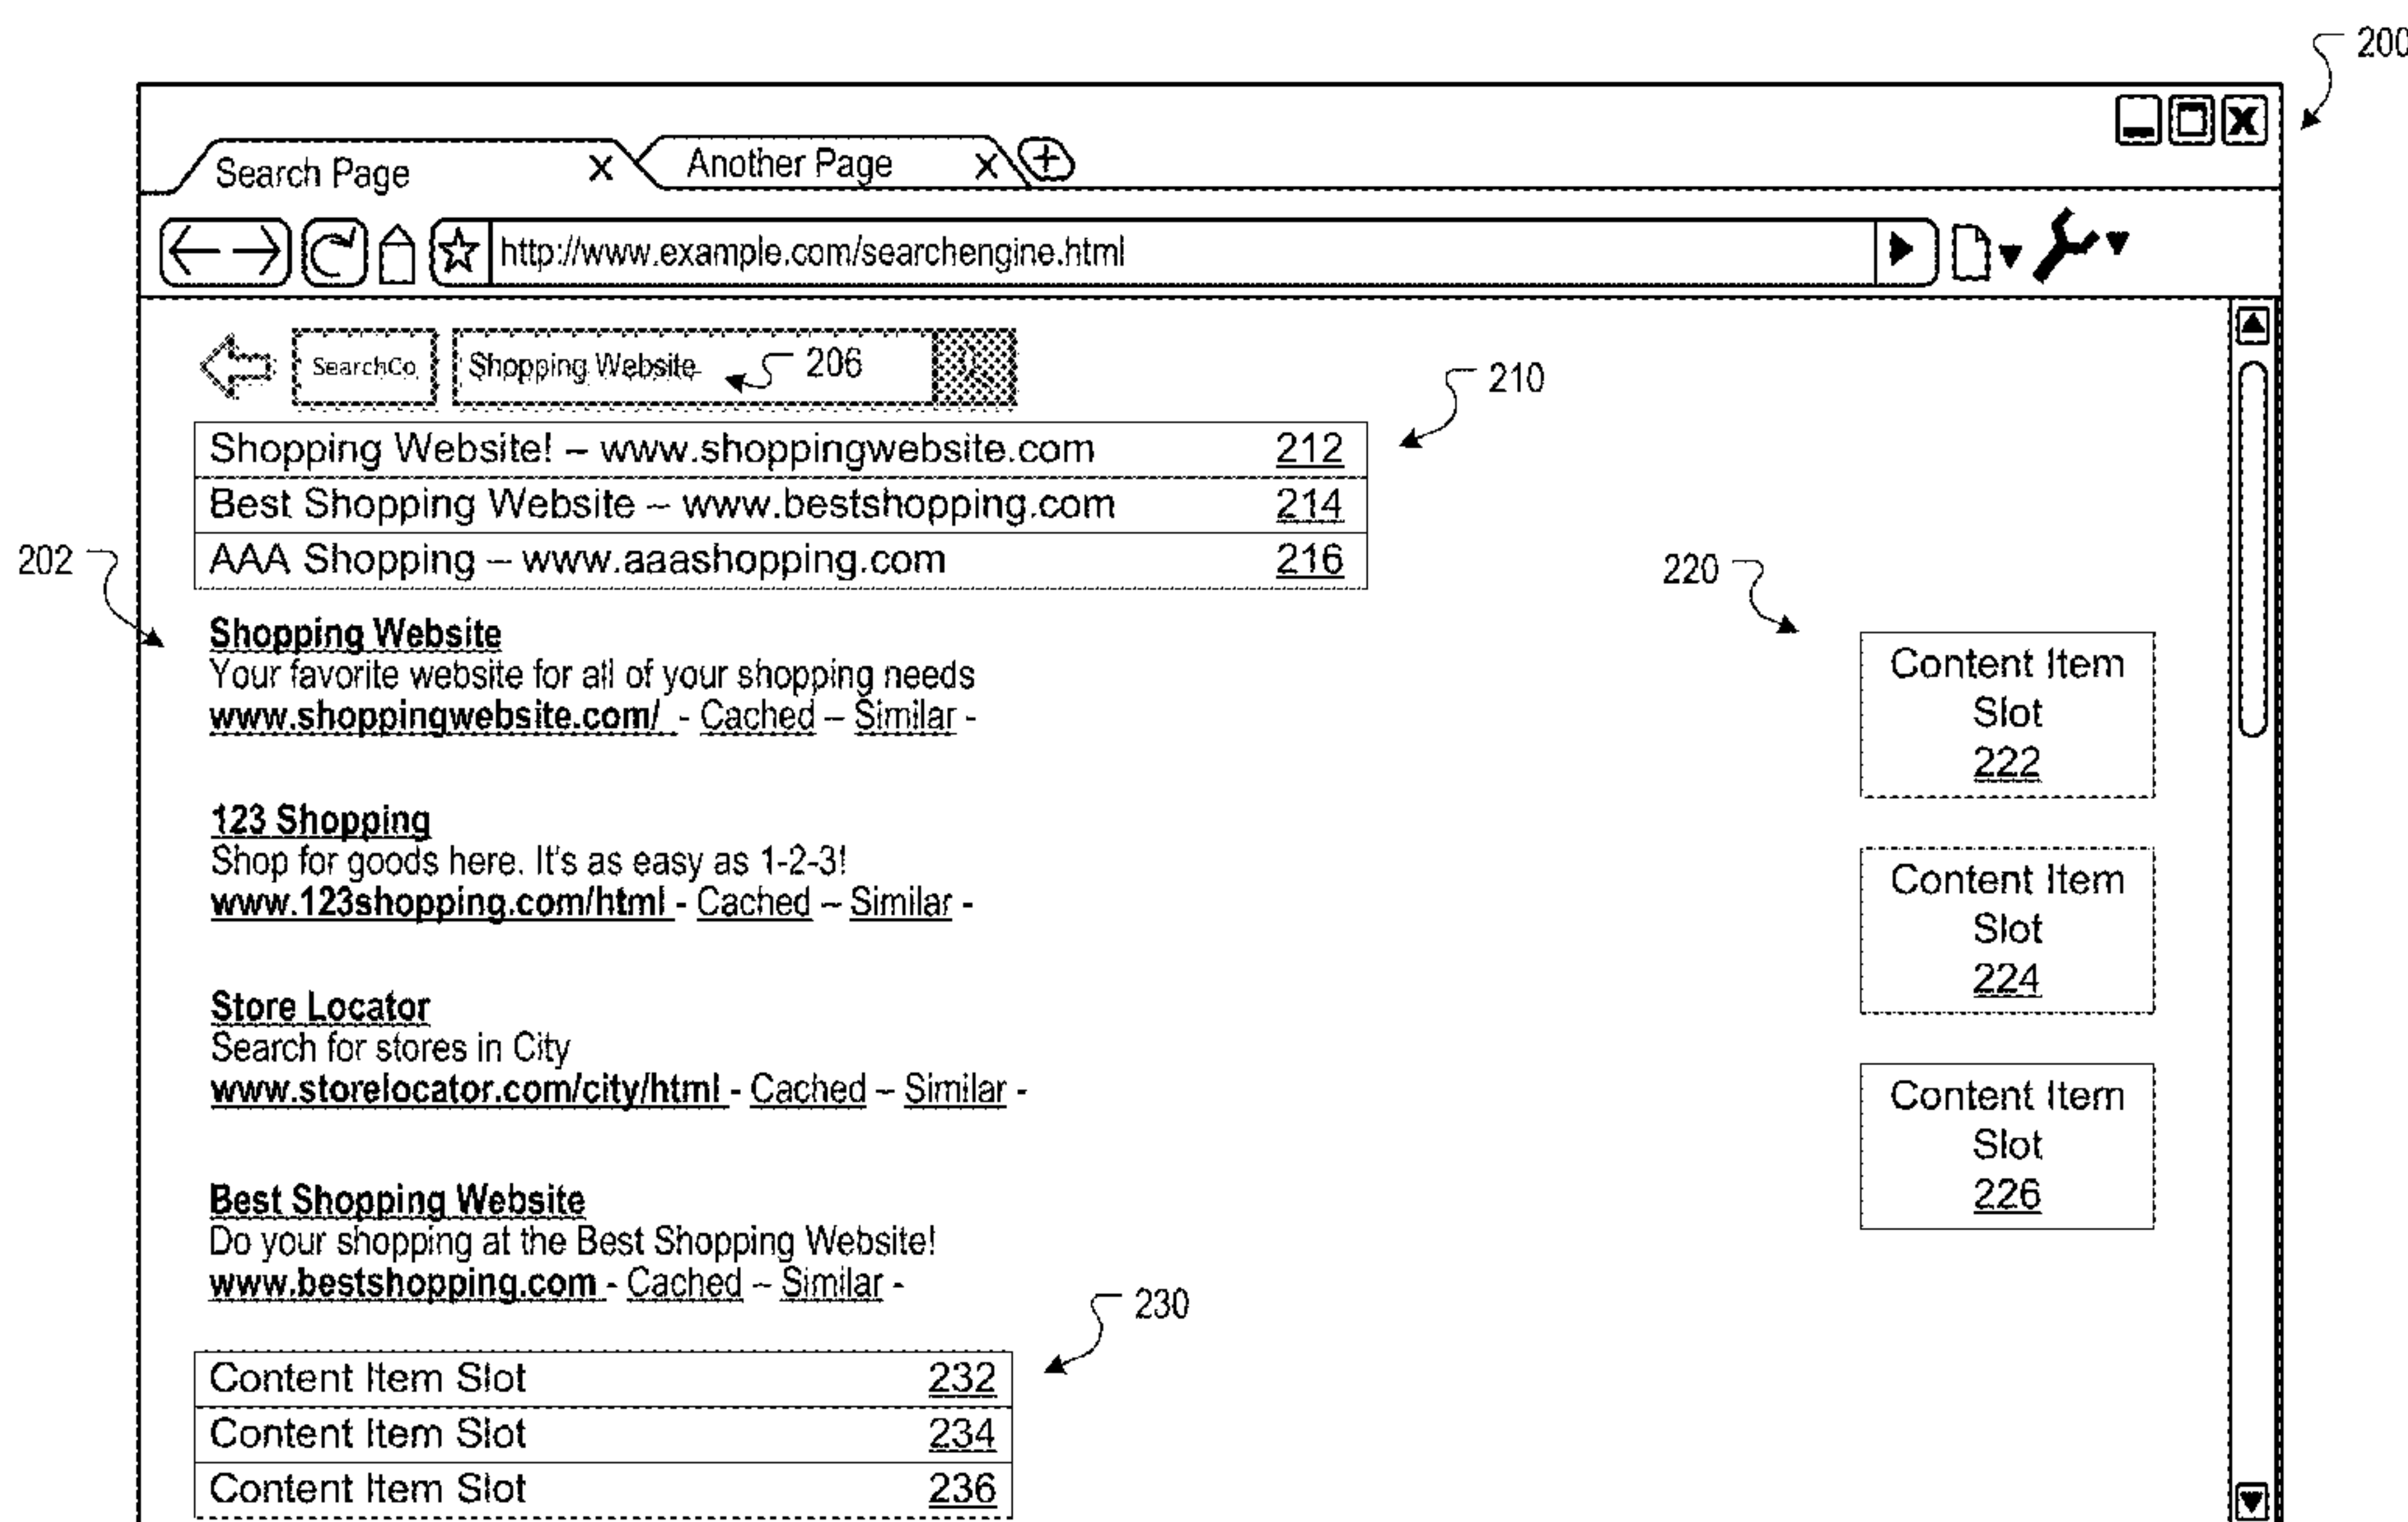 200
Search Page X Another Page X
http://www.example.com/searchengine.html
SearchCo Shopping Website 206
210
Shopping Website! – www.shoppingwebsite.com 212
Best Shopping Website – www.bestshopping.com 214
AAA Shopping – www.aaashopping.com 216
202
220
Shopping Website
Your favorite website for all of your shopping needs
www.shoppingwebsite.com/ - Cached – Similar -
Content Item
Slot
222
123 Shopping
Shop for goods here. It's as easy as 1-2-3!
www.123shopping.com/html - Cached – Similar -
Content Item
Slot
224
Store Locator
Search for stores in City
www.storelocator.com/city/html - Cached – Similar -
Content Item
Slot
226
Best Shopping Website
Do your shopping at the Best Shopping Website!
www.bestshopping.com - Cached – Similar -
230
Content Item Slot 232
Content Item Slot 234
Content Item Slot 236